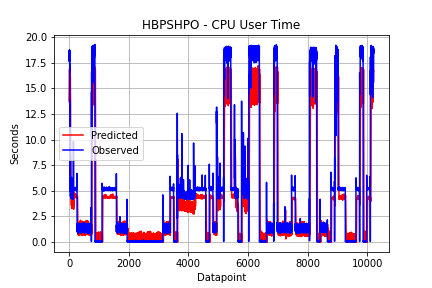 HBPSHPO - CPU User Time
20.0
17.5
15.0
12.5
10.0
7.5
5.0
2.5
0.0
Seconds
Predicted
Observed
0 2000 4000 6000 8000 10000
Datapoint